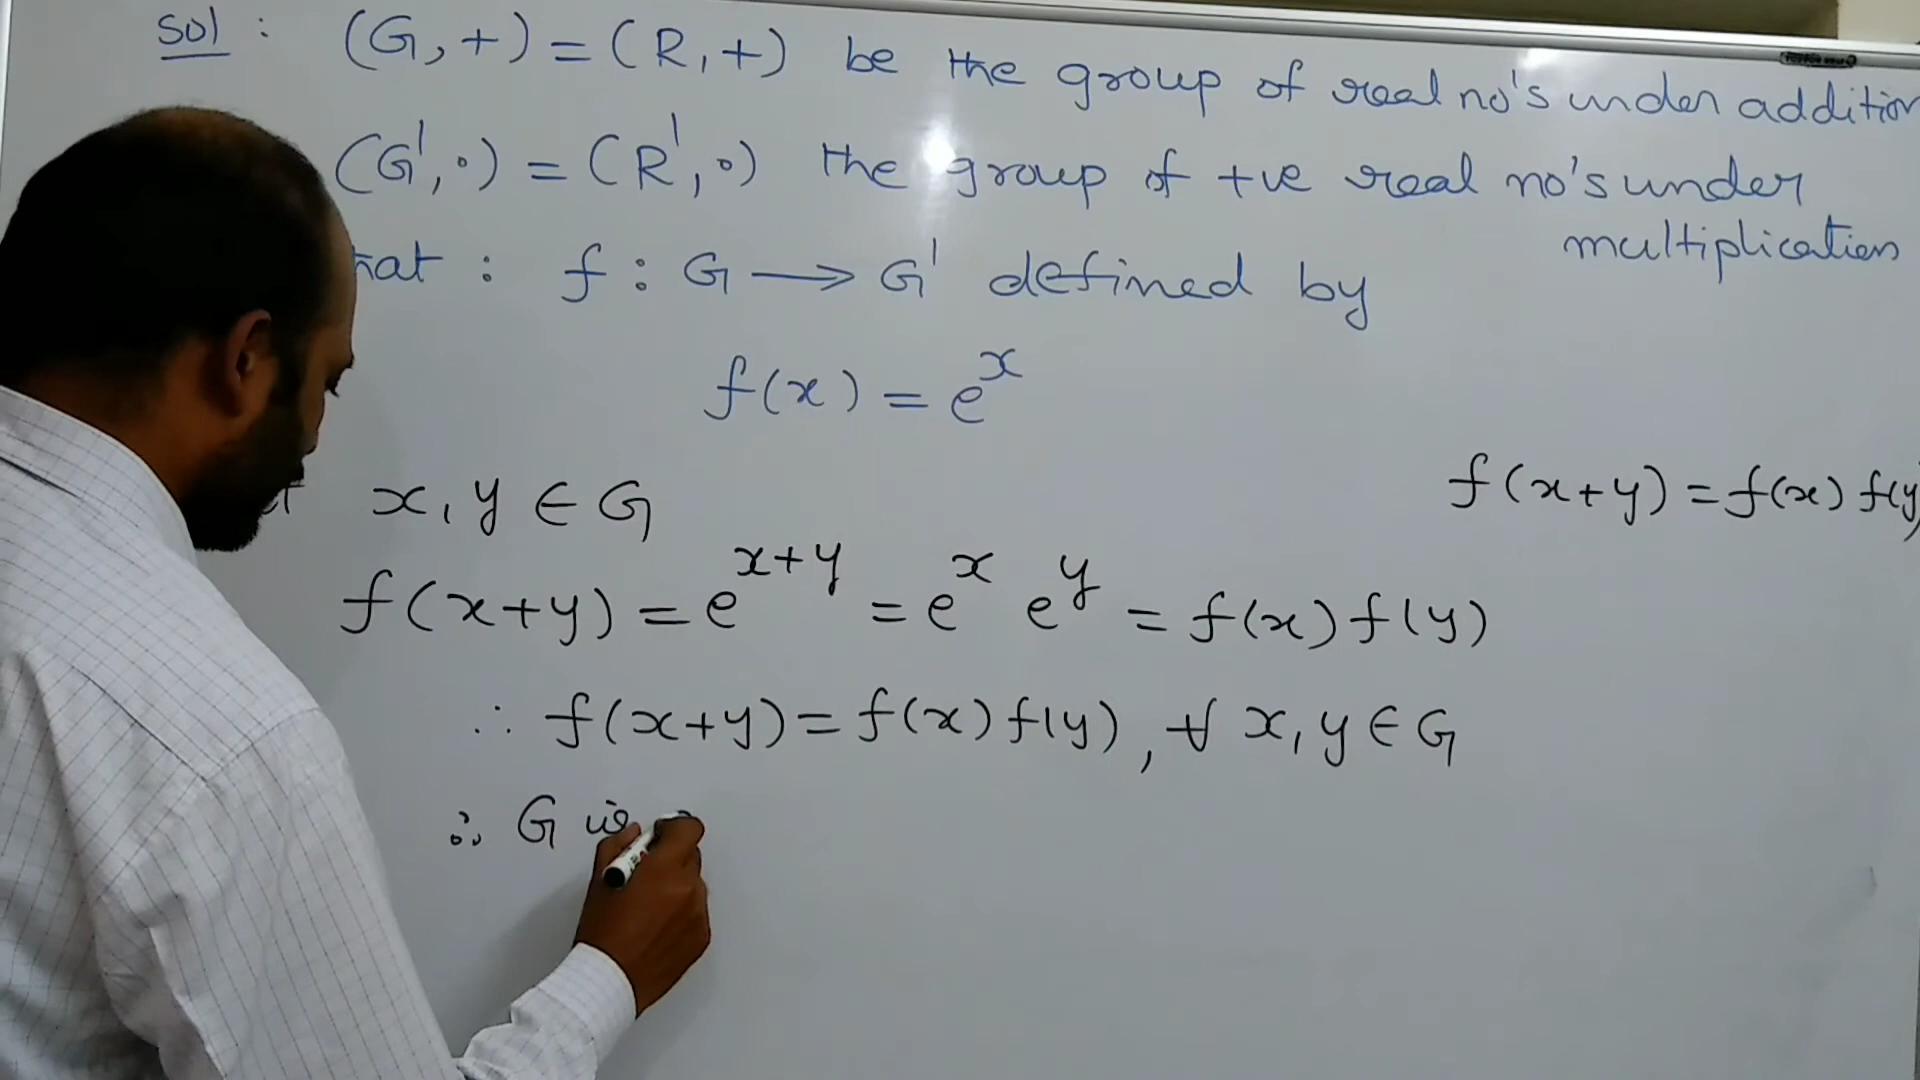 Sol : (G, +) = (R, +) be the group of real no's under addition
(G', ∘) = (R', ∘) the group of +ve real no's under
multiplication
: f : G ⟶ G' defined by
f(x) = e^x
x, y ∈ G
f(x+y) = f(x) f(y)
f(x+y) = e^{x+y} = e^x e^y = f(x) f(y)
∴ f(x+y) = f(x) f(y), ∀ x, y ∈ G
∴ G is